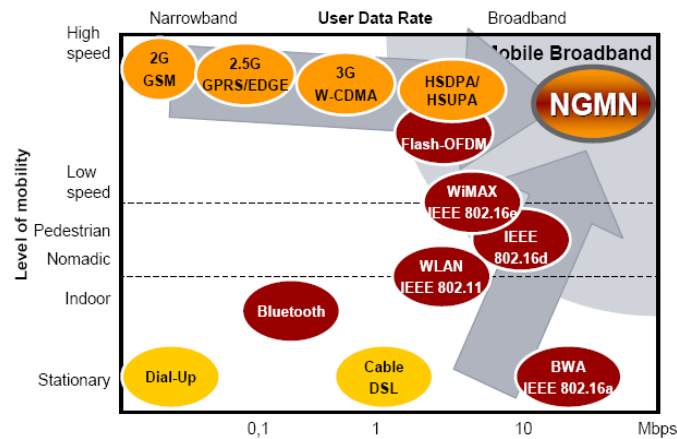 Narrowband User Data Rate Broadband
High
speed
Low
speed
Pedestrian
Nomadic
Indoor
Stationary
Level of mobility
2G
GSM
2.5G
GPRS/EDGE
3G
W-CDMA
HSDPA/
HSUPA
Mobile Broadband
NGMN
Flash-OFDM
WiMAX
IEEE 802.16e
IEEE
802.16d
WLAN
IEEE 802.11
Bluetooth
Dial-Up
Cable
DSL
BWA
IEEE 802.16a
0,1 1 10 Mbps